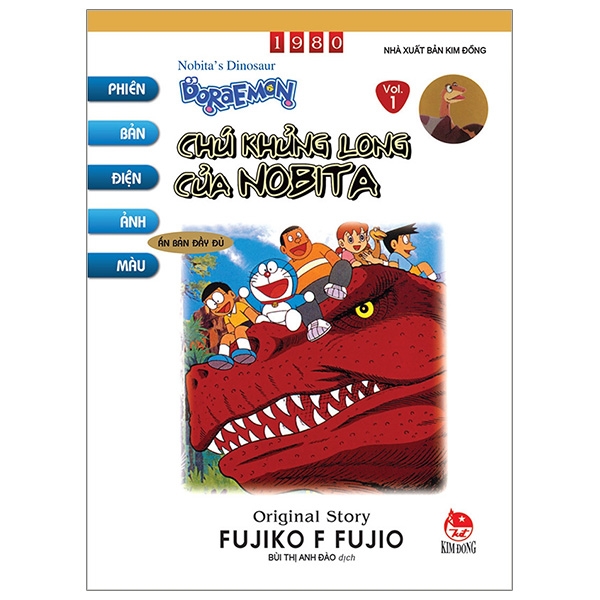 1980
NHÀ XUẤT BẢN KIM ĐỒNG
Nobita's Dinosaur
DORAEMON
Vol.
1
PHIÊN
BẢN
ĐIỆN
ẢNH
MÀU
CHÚ KHỦNG LONG
CỦA NOBITA
ẤN BẢN ĐẦY ĐỦ
Original Story
FUJIKO F FUJIO
BÙI THỊ ANH ĐÀO dịch
KIM ĐỒNG